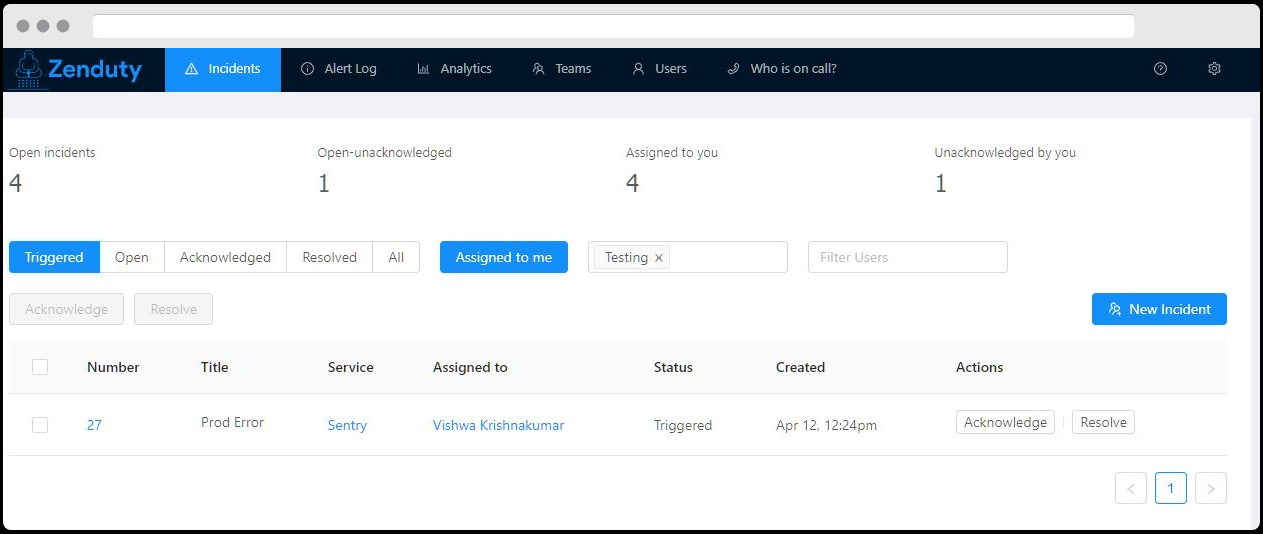 Zenduty Incidents Alert Log Analytics Teams Users Who is on call?
Open incidents Open-unacknowledged Assigned to you Unacknowledged by you
4 1 4 1
Triggered Open Acknowledged Resolved All Assigned to me Testing × Filter Users
Acknowledge Resolve New Incident
Number Title Service Assigned to Status Created Actions
27 Prod Error Sentry Vishwa Krishnakumar Triggered Apr 12, 12:24pm Acknowledge Resolve
< 1 >